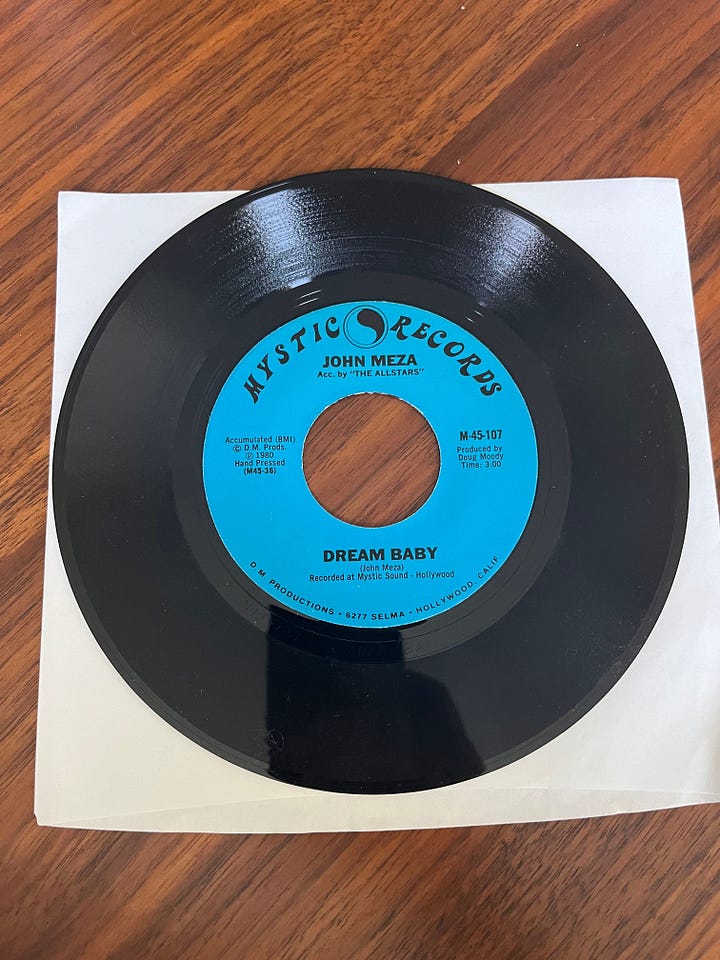 MYSTIC RECORDS
JOHN MEZA
Acc. by "THE ALLSTARS"
Accumulated (BMI)
© D.M. Prods.
℗ 1980
Hand Pressed
(M45-36)
M-45-107
Produced by
Doug Moody
Time: 3:00
DREAM BABY
(John Meza)
Recorded at Mystic Sound - Hollywood
D.M. PRODUCTIONS • 6277 SELMA • HOLLYWOOD, CALIF.